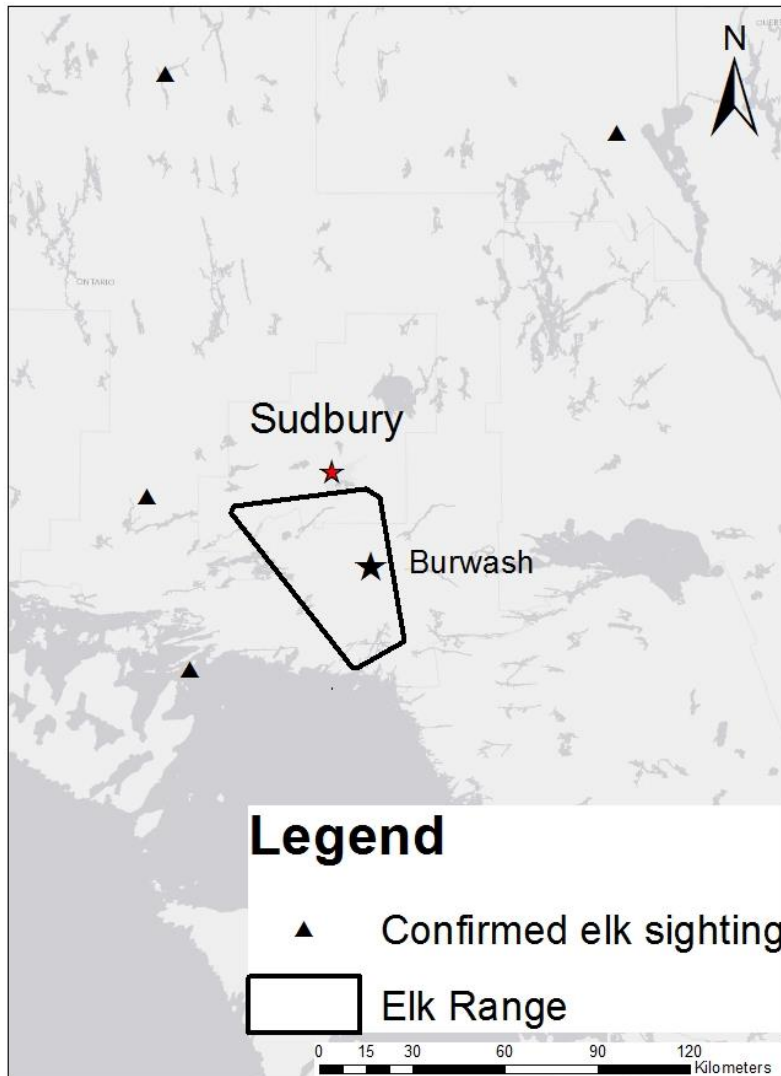 N
ONTARIO
Sudbury
Burwash
Legend
Confirmed elk sighting
Elk Range
0 15 30 60 90 120
Kilometers